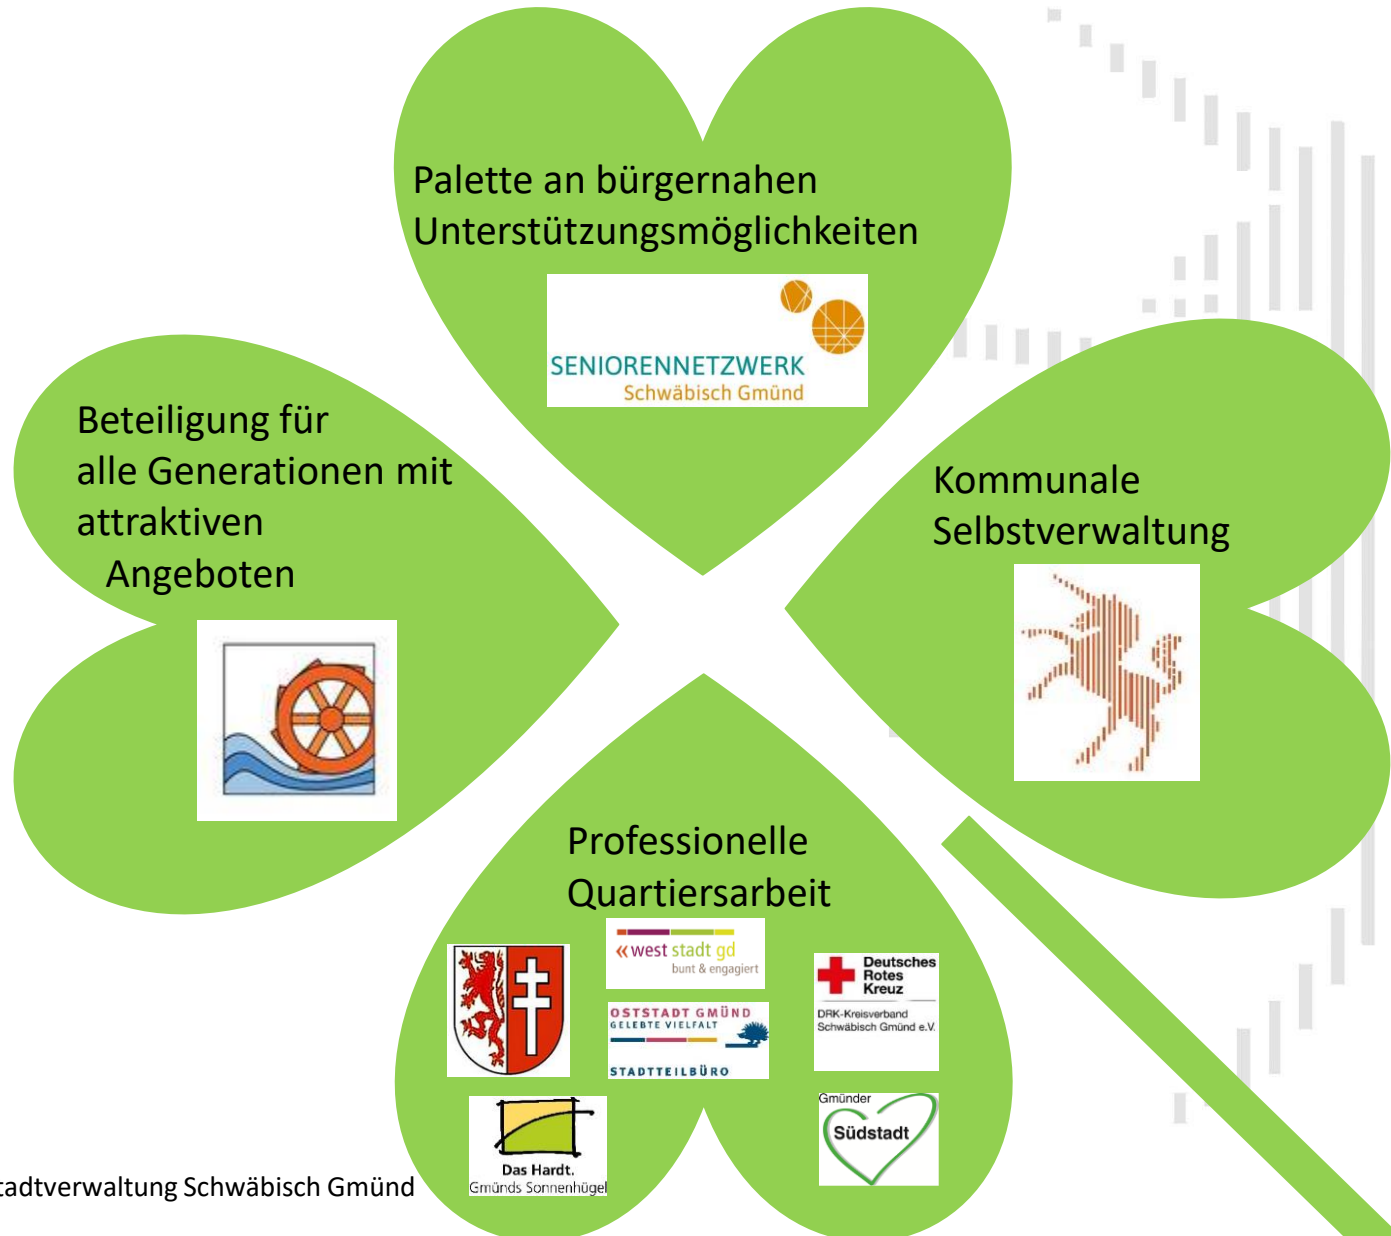 Palette an bürgernahen
Unterstützungsmöglichkeiten
SENIORENNETZWERK
Schwäbisch Gmünd
Beteiligung für
alle Generationen mit
attraktiven
Angeboten
Kommunale
Selbstverwaltung
Professionelle
Quartiersarbeit
«west stadt gd
bunt & engagiert
OSTSTADT GMÜND
GELEBTE VIELFALT
STADTTEILBÜRO
Deutsches
Rotes
Kreuz
DRK-Kreisverband
Schwäbisch Gmünd e.V.
Das Hardt.
Gmünds Sonnenhügel
Gmünder
Südstadt
tadtverwaltung Schwäbisch Gmünd